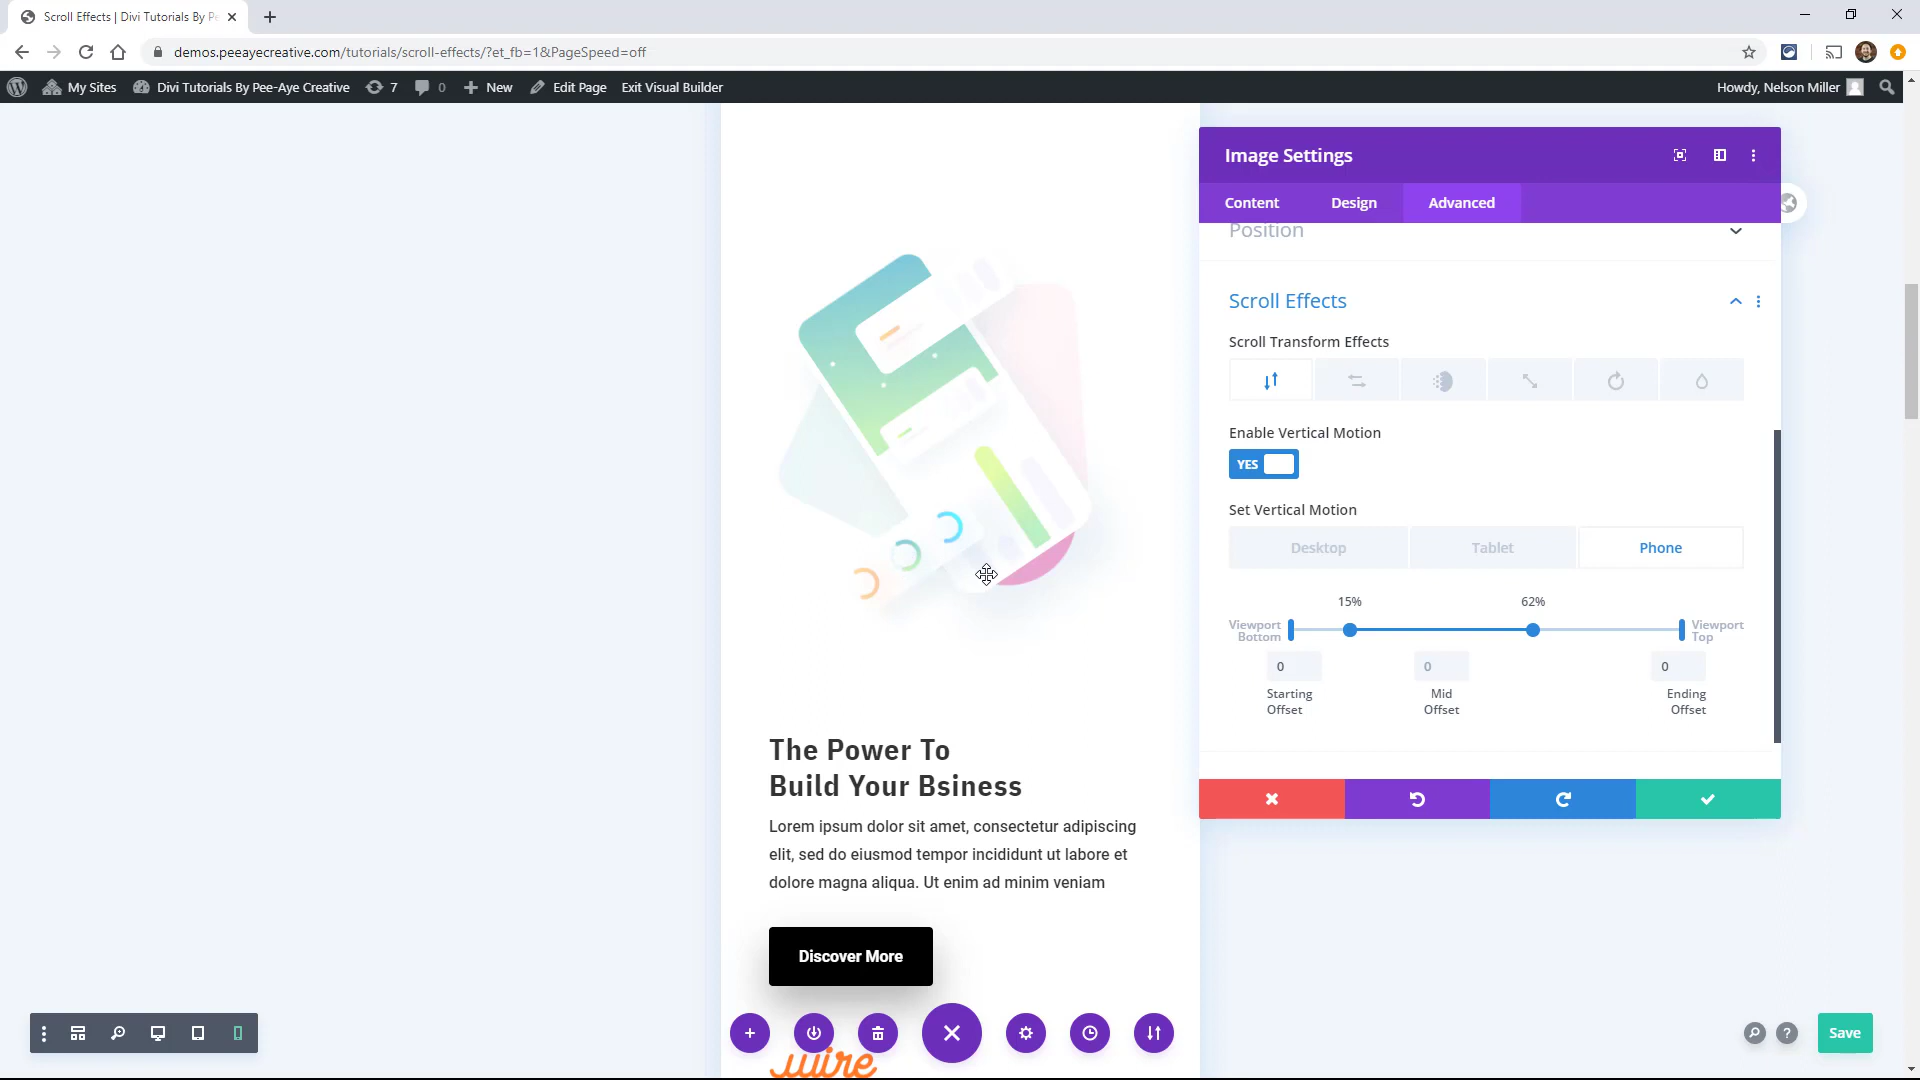 Scroll Effects | Divi Tutorials By Pe
demos.peeayecreative.com/tutorials/scroll-effects/?et_fb=1&PageSpeed=off
My Sites Divi Tutorials By Pee-Aye Creative 7 0 New Edit Page Exit Visual Builder Howdy, Nelson Miller
Image Settings
Content Design Advanced
Position
Scroll Effects
Scroll Transform Effects
Enable Vertical Motion
YES
Set Vertical Motion
Desktop Tablet Phone
15% 62%
Viewport Bottom Viewport Top
0 0 0
Starting Offset Mid Offset Ending Offset
The Power To
Build Your Bsiness
Lorem ipsum dolor sit amet, consectetur adipiscing
elit, sed do eiusmod tempor incididunt ut labore et
dolore magna aliqua. Ut enim ad minim veniam
Discover More
wire
Save